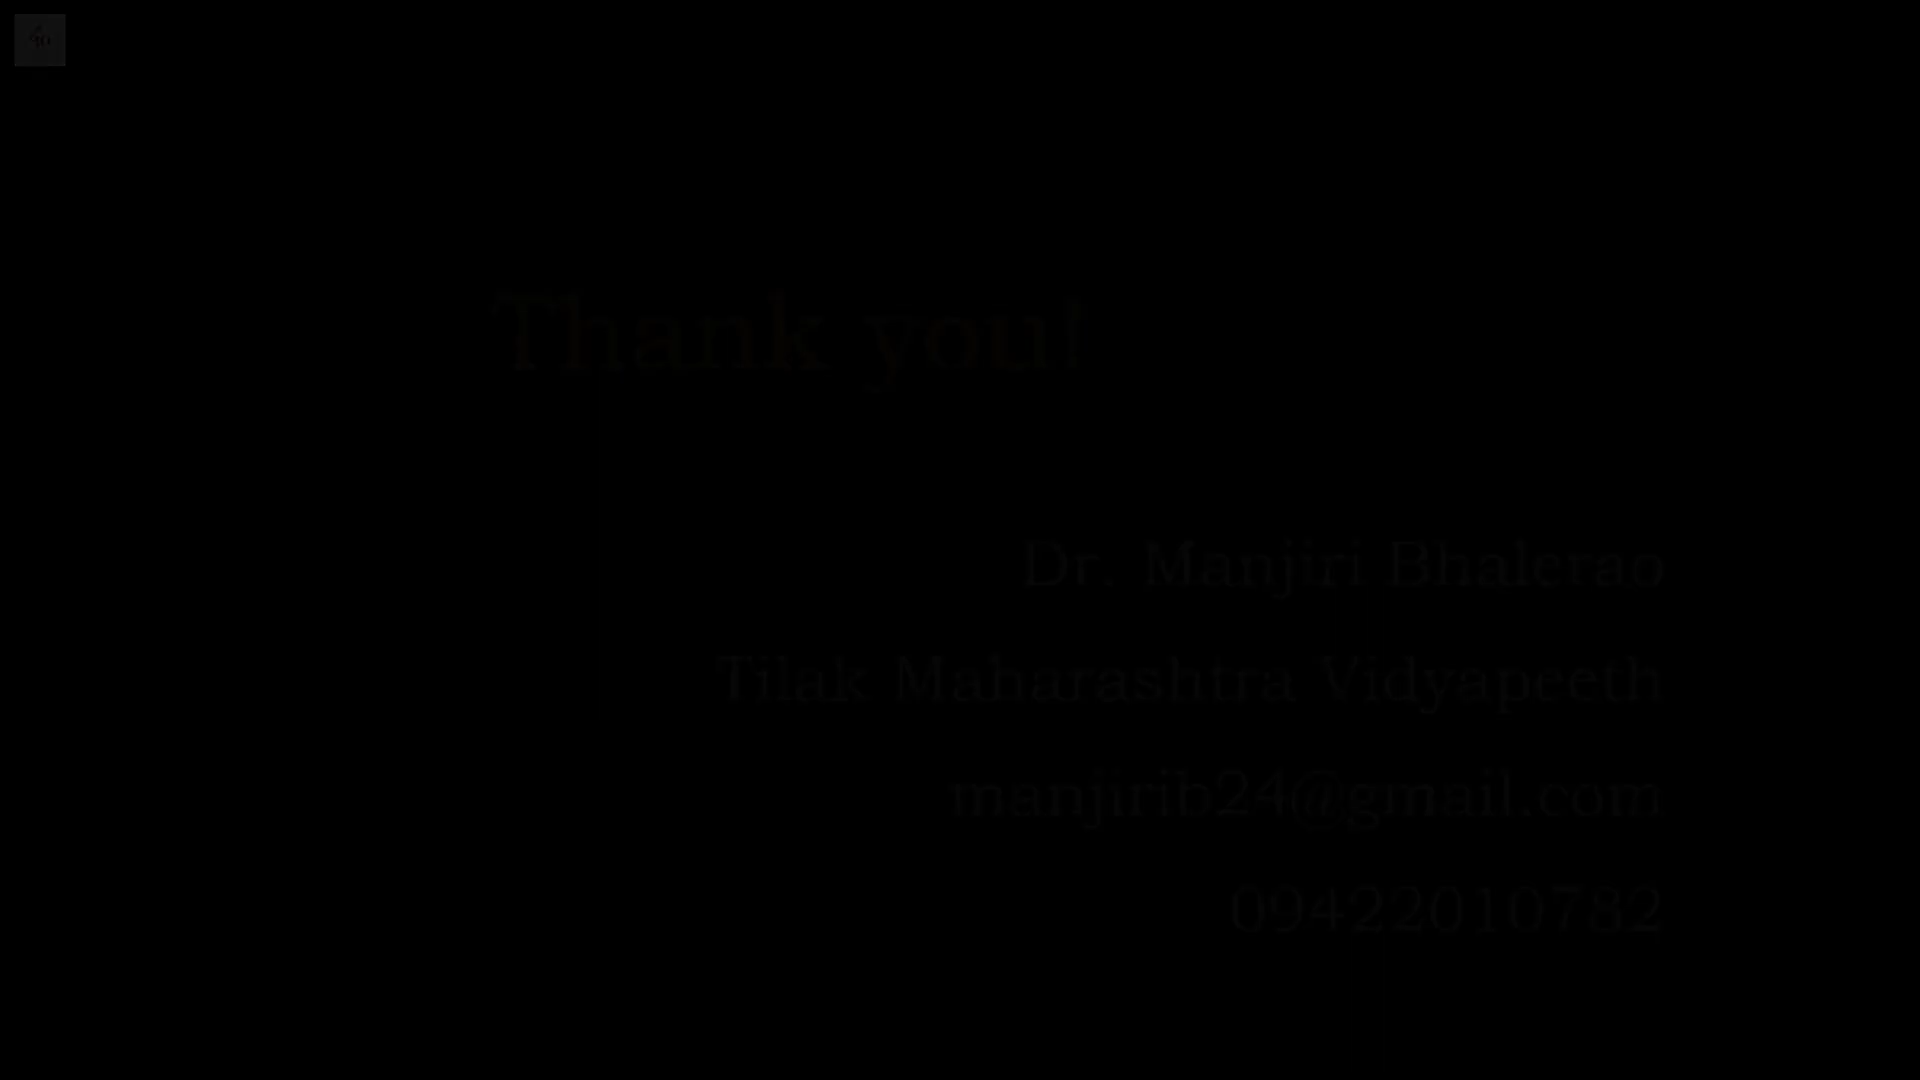 Thank you!
Dr. Manjiri Bhalerao
Tilak Maharashtra Vidyapeeth
manjirib24@gmail.com
09422010782